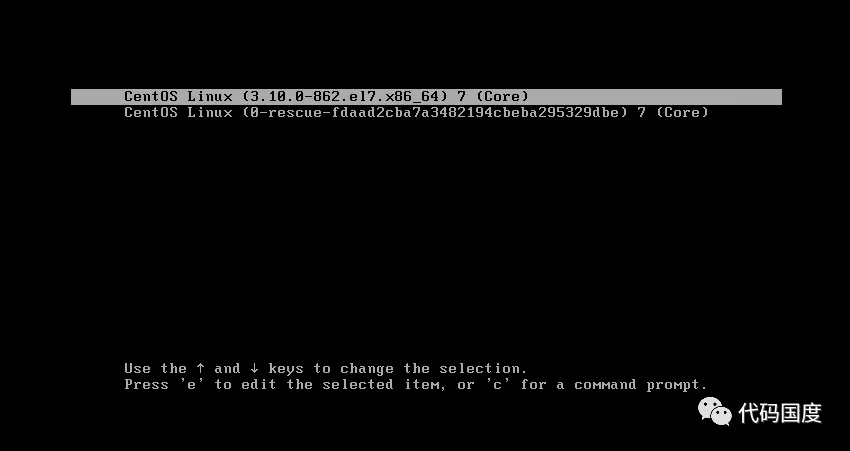 CentOS Linux (3.10.0-862.el7.x86_64) 7 (Core)
CentOS Linux (0-rescue-fdaad2cba7a3482194cbeba295329dbe) 7 (Core)
Use the ↑ and ↓ keys to change the selection.
Press 'e' to edit the selected item, or 'c' for a command prompt.
代码国度